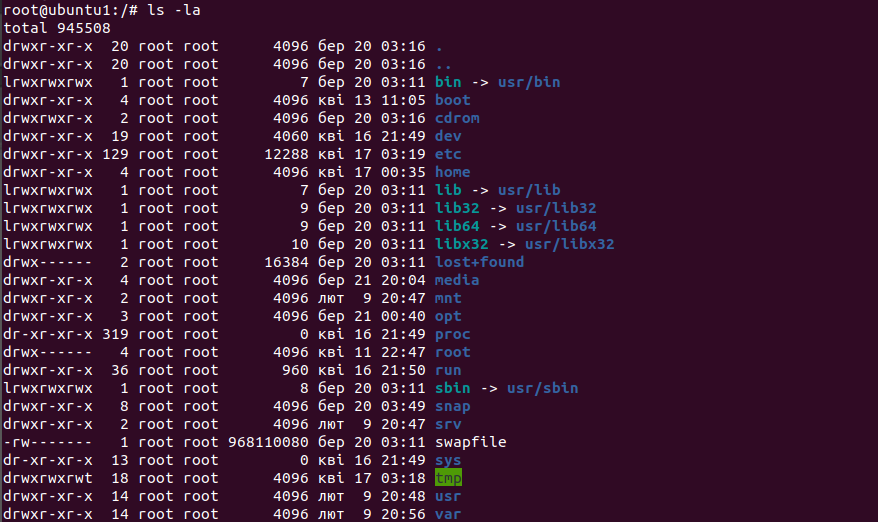 root@ubuntu1:/# ls -la
total 945508
drwxr-xr-x  20 root root      4096 бер 20 03:16 .
drwxr-xr-x  20 root root      4096 бер 20 03:16 ..
lrwxrwxrwx   1 root root         7 бер 20 03:11 bin -> usr/bin
drwxr-xr-x   4 root root      4096 кві 13 11:05 boot
drwxrwxr-x   2 root root      4096 бер 20 03:16 cdrom
drwxr-xr-x  19 root root      4060 кві 16 21:49 dev
drwxr-xr-x 129 root root     12288 кві 17 03:19 etc
drwxr-xr-x   4 root root      4096 кві 17 00:35 home
lrwxrwxrwx   1 root root         7 бер 20 03:11 lib -> usr/lib
lrwxrwxrwx   1 root root         9 бер 20 03:11 lib32 -> usr/lib32
lrwxrwxrwx   1 root root         9 бер 20 03:11 lib64 -> usr/lib64
lrwxrwxrwx   1 root root        10 бер 20 03:11 libx32 -> usr/libx32
drwx------   2 root root     16384 бер 20 03:11 lost+found
drwxr-xr-x   4 root root      4096 бер 21 20:04 media
drwxr-xr-x   2 root root      4096 лют  9 20:47 mnt
drwxr-xr-x   3 root root      4096 бер 21 00:40 opt
dr-xr-xr-x 319 root root         0 кві 16 21:49 proc
drwx------   4 root root      4096 кві 11 22:47 root
drwxr-xr-x  36 root root       960 кві 16 21:50 run
lrwxrwxrwx   1 root root         8 бер 20 03:11 sbin -> usr/sbin
drwxr-xr-x   8 root root      4096 бер 20 03:49 snap
drwxr-xr-x   2 root root      4096 лют  9 20:47 srv
-rw-------   1 root root 968110080 бер 20 03:11 swapfile
dr-xr-xr-x  13 root root         0 кві 16 21:49 sys
drwxrwxrwt  18 root root      4096 кві 17 03:18 tmp
drwxr-xr-x  14 root root      4096 лют  9 20:48 usr
drwxr-xr-x  14 root root      4096 лют  9 20:56 var